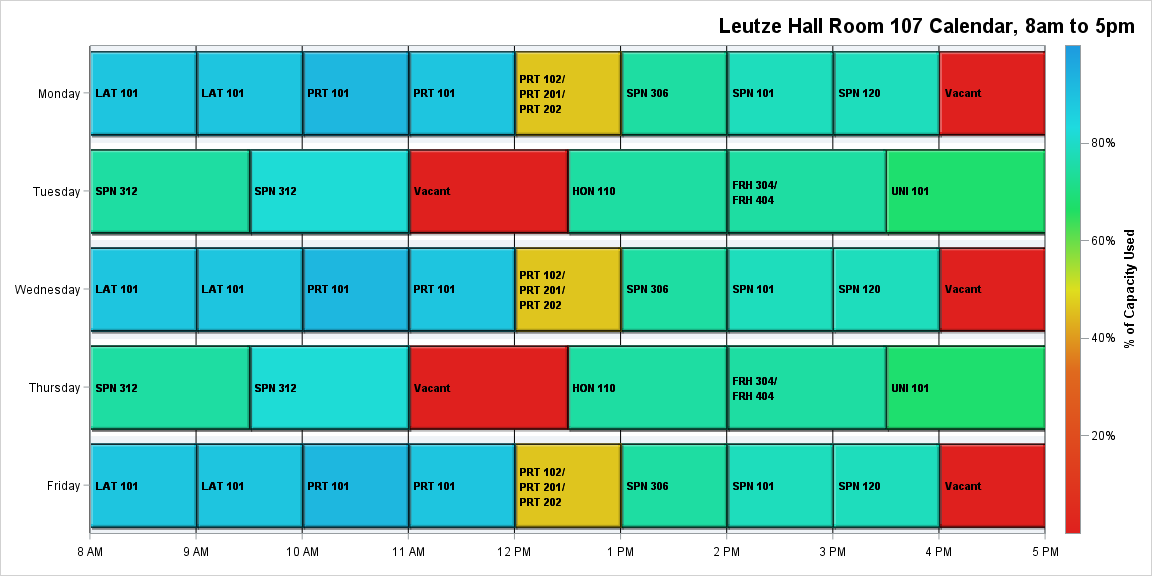 Leutze Hall Room 107 Calendar, 8am to 5pm
Monday
LAT 101
LAT 101
PRT 101
PRT 101
PRT 102/
PRT 201/
PRT 202
SPN 306
SPN 101
SPN 120
Vacant
Tuesday
SPN 312
SPN 312
Vacant
HON 110
FRH 304/
FRH 404
UNI 101
Wednesday
LAT 101
LAT 101
PRT 101
PRT 101
PRT 102/
PRT 201/
PRT 202
SPN 306
SPN 101
SPN 120
Vacant
Thursday
SPN 312
SPN 312
Vacant
HON 110
FRH 304/
FRH 404
UNI 101
Friday
LAT 101
LAT 101
PRT 101
PRT 101
PRT 102/
PRT 201/
PRT 202
SPN 306
SPN 101
SPN 120
Vacant
8 AM
9 AM
10 AM
11 AM
12 PM
1 PM
2 PM
3 PM
4 PM
5 PM
80%
60%
40%
20%
% of Capacity Used